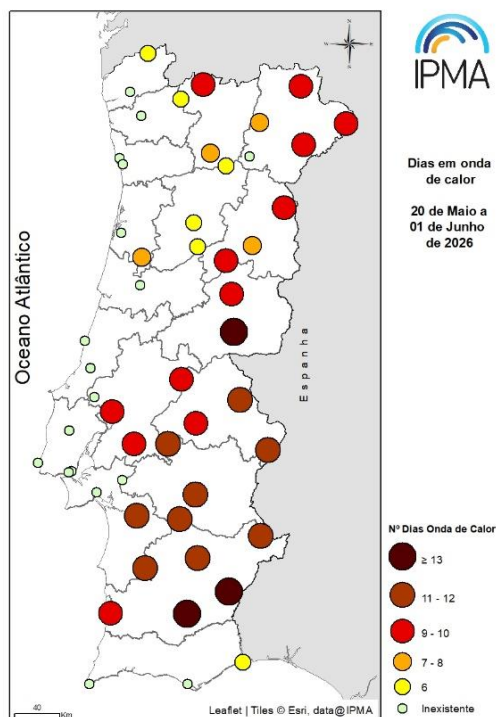 N
W
E
S
IPMA
Dias em onda
de calor
20 de Maio a
01 de Junho
de 2026
Oceano Atlântico
Espanha
Nº Dias Onda de Calor
≥ 13
11 - 12
9 - 10
7 - 8
6
Inexistente
40
Km
Leaflet | Tiles © Esri, data@IPMA